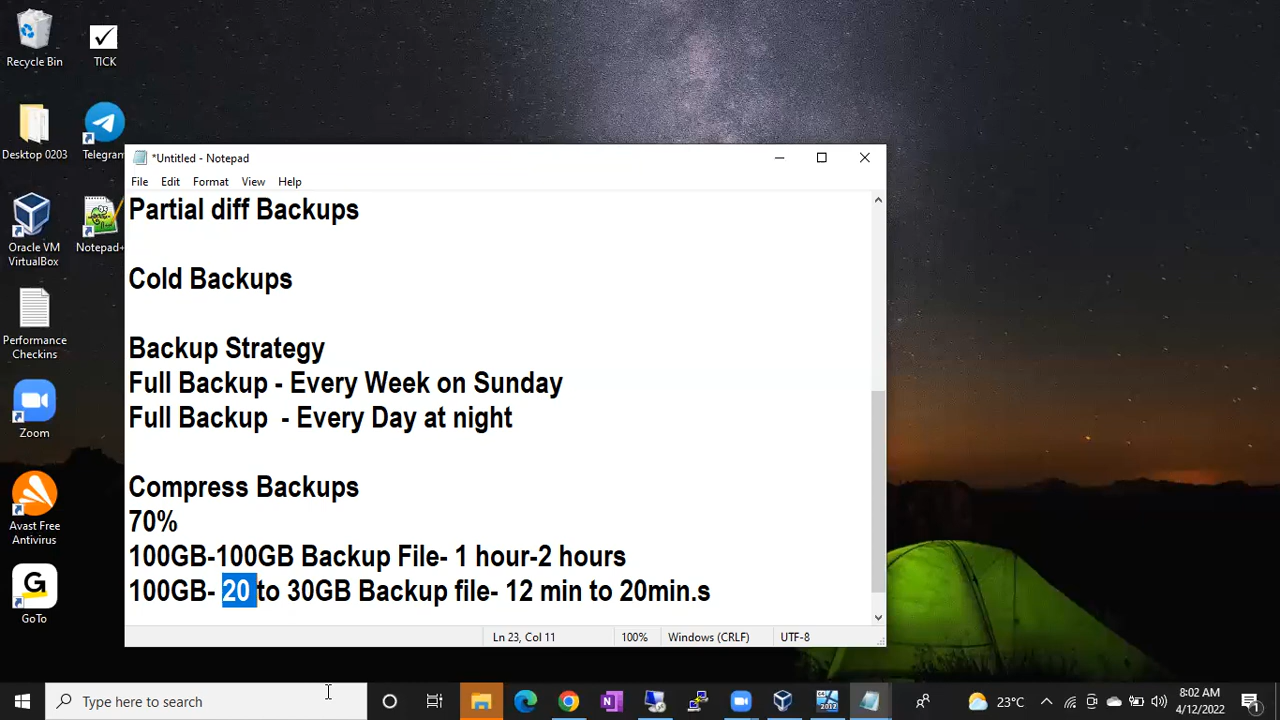 Recycle Bin
TICK
Desktop 0203
Telegram
Oracle VM
VirtualBox
Notepad+
Performance
Checkins
Zoom
Avast Free
Antivirus
G
GoTo
*Untitled - Notepad
File Edit Format View Help
Partial diff Backups
Cold Backups
Backup Strategy
Full Backup - Every Week on Sunday
Full Backup  - Every Day at night
Compress Backups
70%
100GB-100GB Backup File- 1 hour-2 hours
100GB- 20 to 30GB Backup file- 12 min to 20min.s
Ln 23, Col 11 100% Windows (CRLF) UTF-8
Type here to search
2017
23°C
8:02 AM
4/12/2022